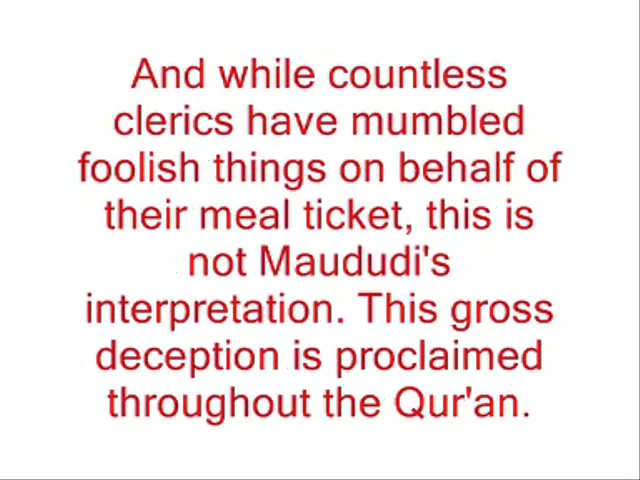 And while countless
clerics have mumbled
foolish things on behalf of
their meal ticket, this is
not Maududi's
interpretation. This gross
deception is proclaimed
throughout the Qur'an.